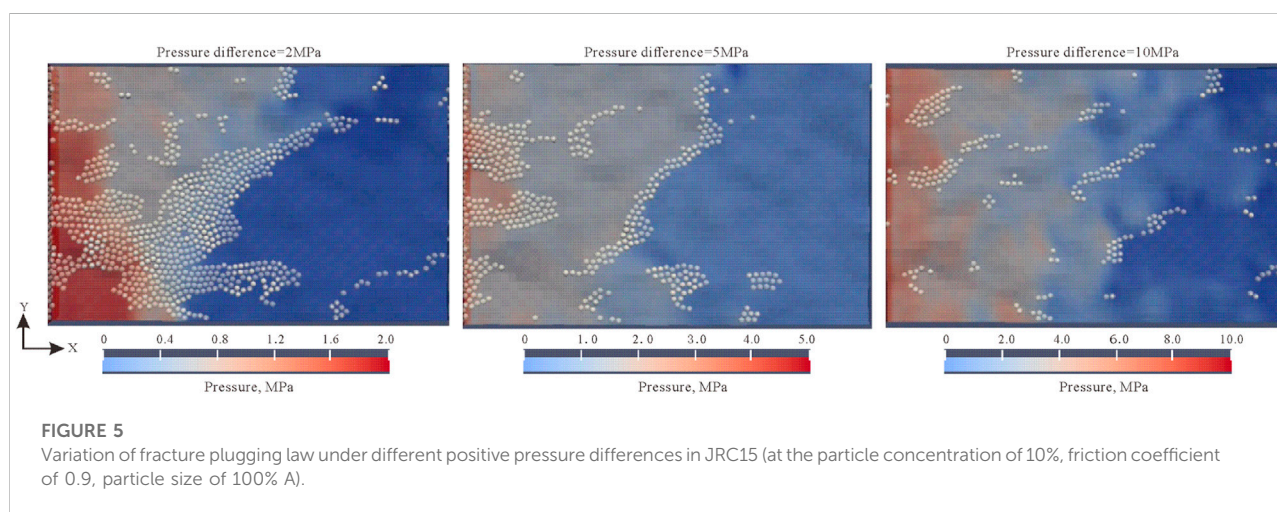 Pressure difference=2MPa
Pressure difference=5MPa
Pressure difference=10MPa
Y
X
0 0.4 0.8 1.2 1.6 2.0
Pressure, MPa
0 1.0 2.0 3.0 4.0 5.0
Pressure, MPa
0 2.0 4.0 6.0 8.0 10.0
Pressure, MPa
FIGURE 5
Variation of fracture plugging law under different positive pressure differences in JRC15 (at the particle concentration of 10%, friction coefficient
of 0.9, particle size of 100% A).